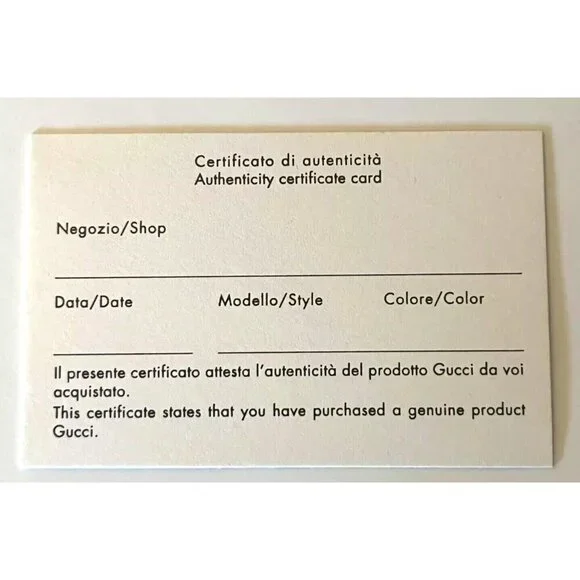 Certificato di autenticità
Authenticity certificate card
Negozio/Shop
Data/Date Modello/Style Colore/Color
Il presente certificato attesta l'autenticità del prodotto Gucci da voi
acquistato.
This certificate states that you have purchased a genuine product
Gucci.